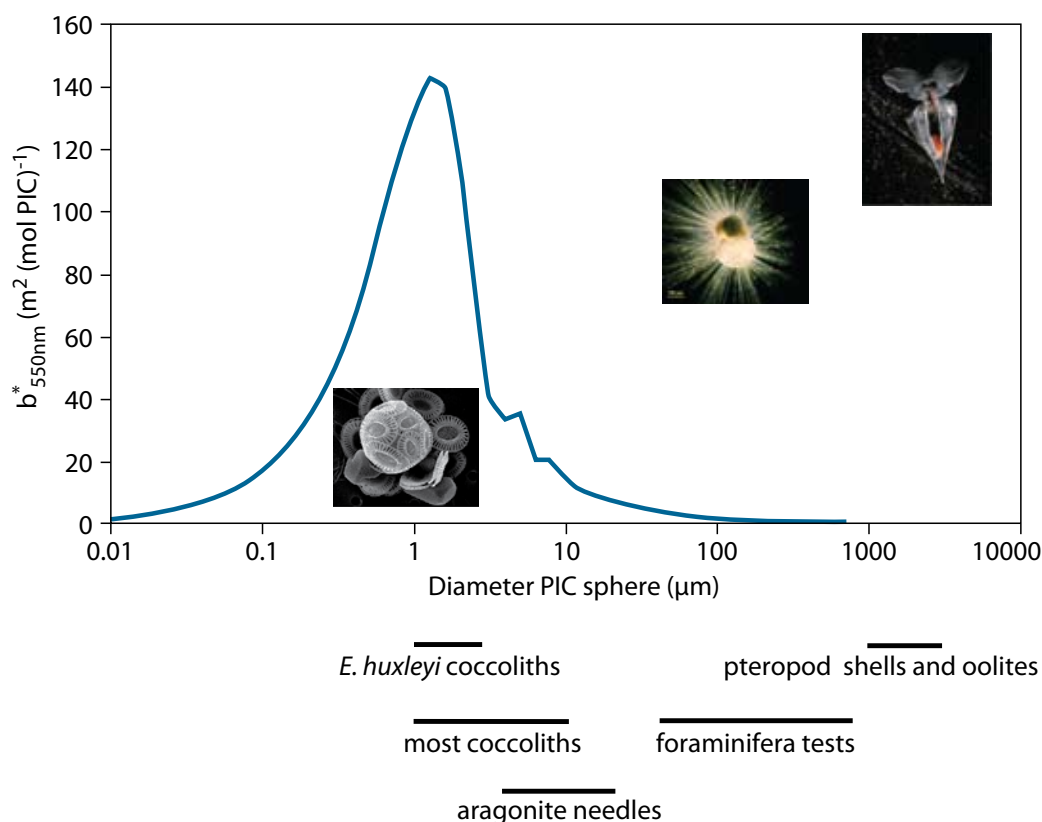 160
140
120
100
80
60
40
20
0
b*550nm (m2 (mol PIC)-1)
0.01 0.1 1 10 100 1000 10000
Diameter PIC sphere (µm)
E. huxleyi coccoliths
pteropod shells and oolites
most coccoliths
foraminifera tests
aragonite needles